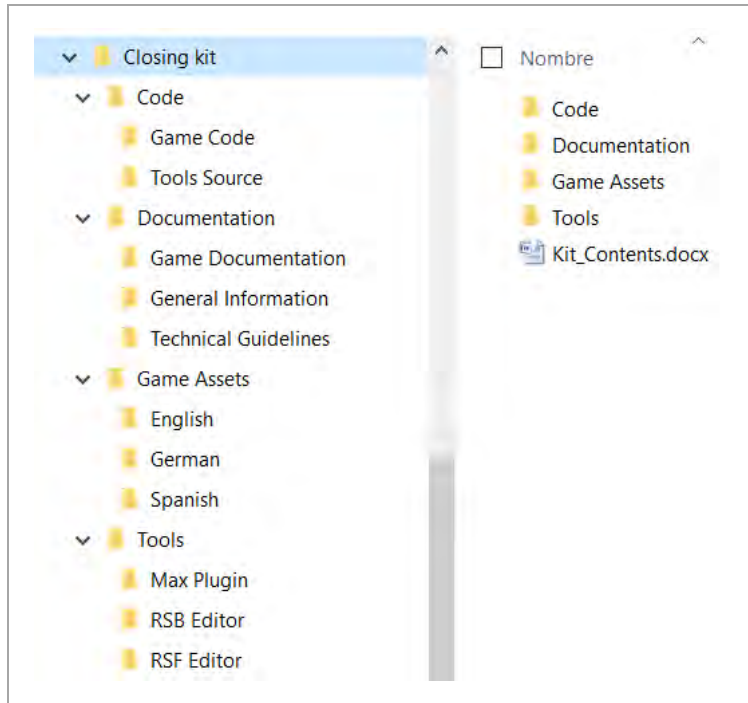 Closing kit
Code
Game Code
Tools Source
Documentation
Game Documentation
General Information
Technical Guidelines
Game Assets
English
German
Spanish
Tools
Max Plugin
RSB Editor
RSF Editor
Nombre
Code
Documentation
Game Assets
Tools
Kit_Contents.docx